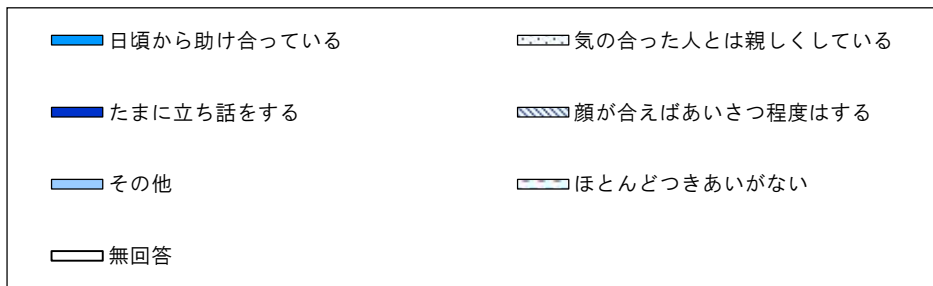 日頃から助け合っている
気の合った人とは親しくしている
たまに立ち話をする
顔が合えばあいさつ程度はする
その他
ほとんどつきあいがない
無回答